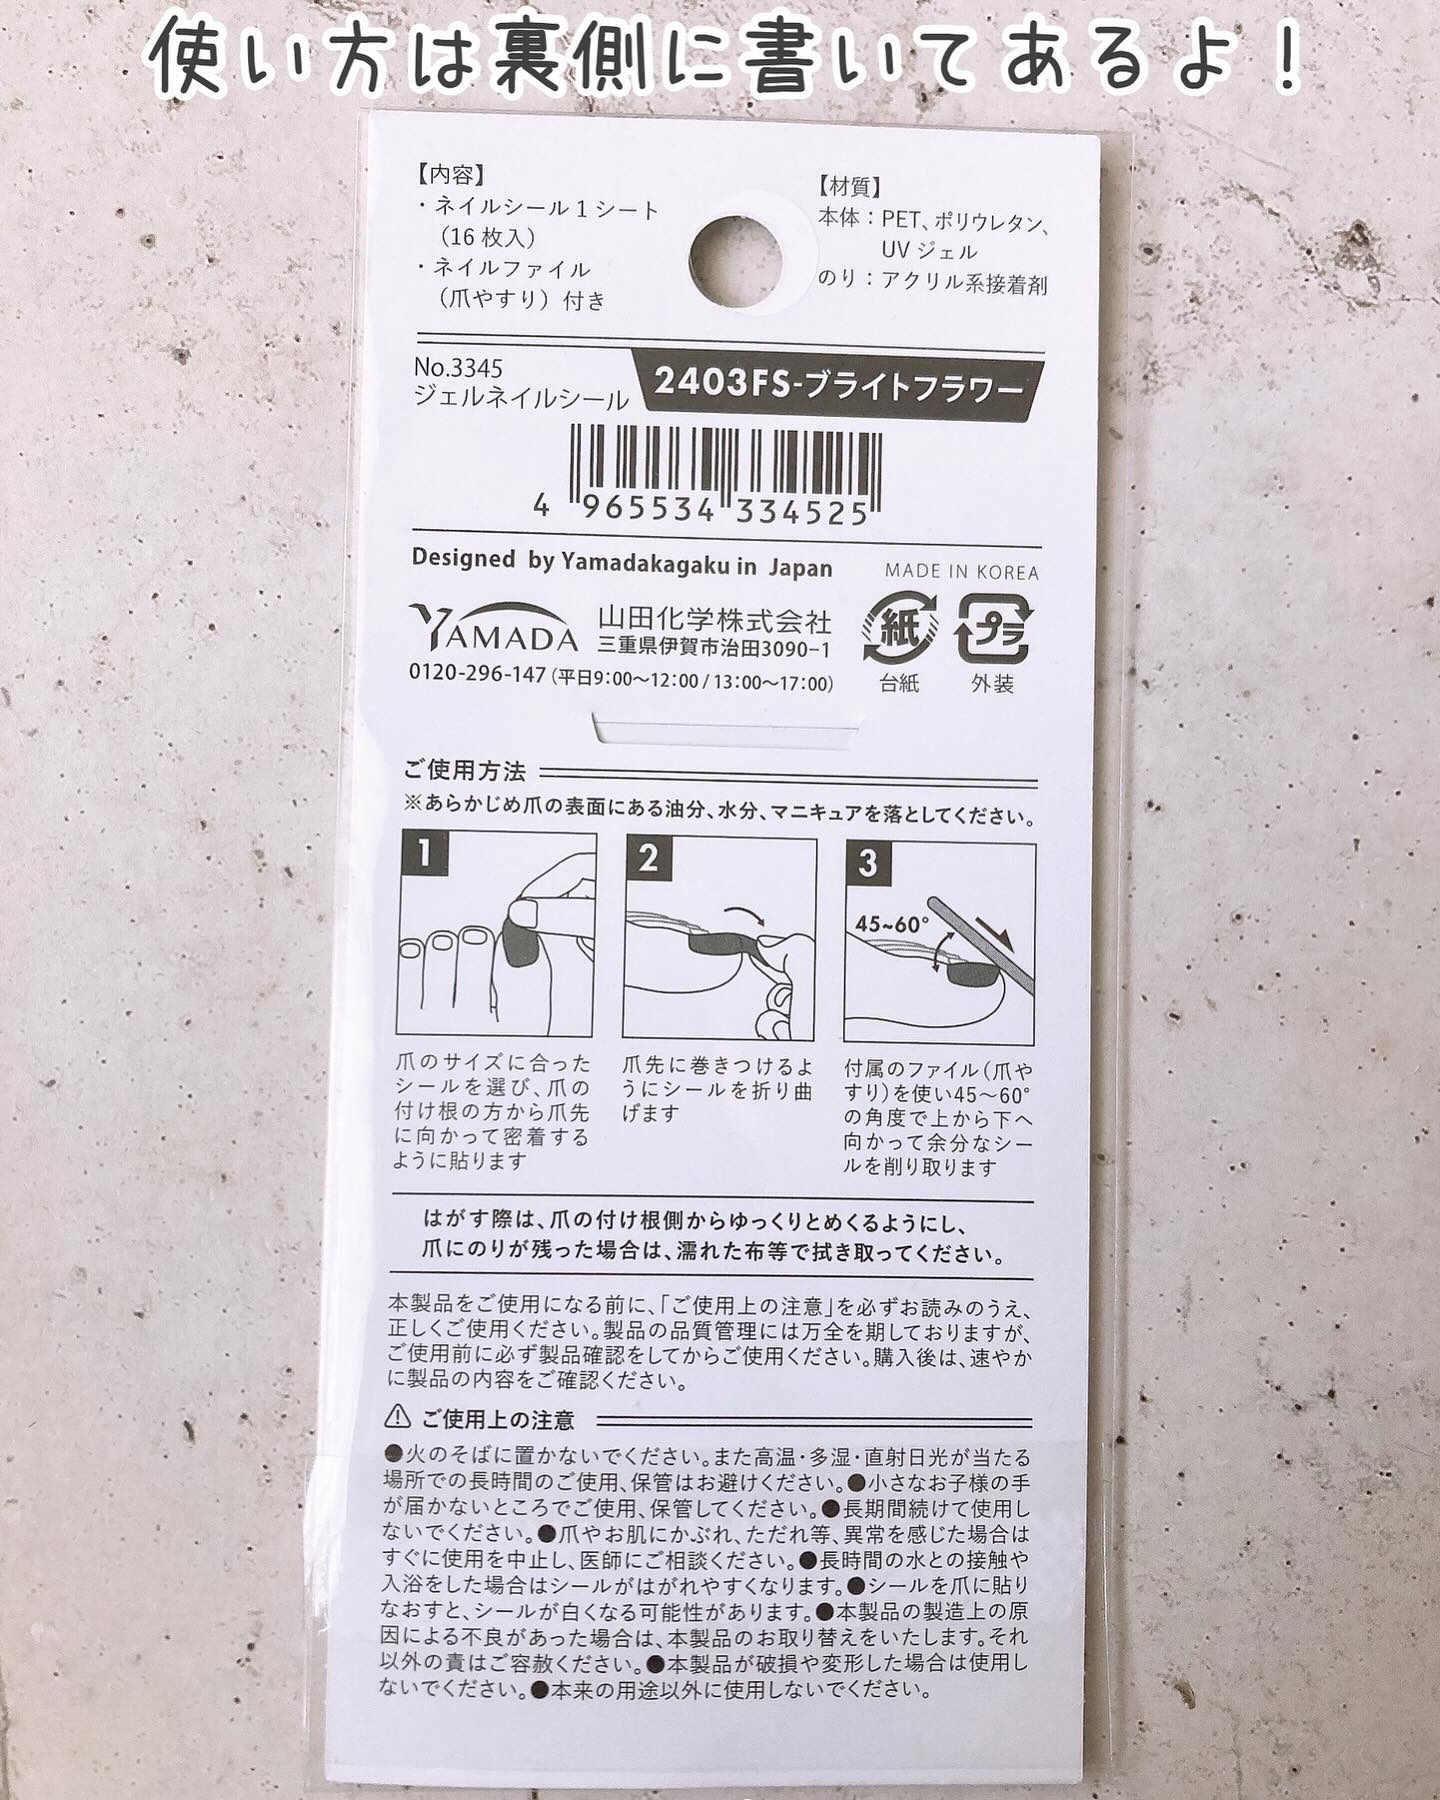 使い方は裏側に書いてあるよ！
【内容】
・ネイルシール1シート
（16枚入）
・ネイルファイル
（爪やすり）付き
【材質】
本体：PET、ポリウレタン、
UVジェル
のり：アクリル系接着剤
No.3345
ジェルネイルシール
2403FS-ブライトフラワー
4 965534 334525
Designed by Yamadakagaku in Japan
MADE IN KOREA
YAMADA
山田化学株式会社
三重県伊賀市治田3090-1
0120-296-147（平日9:00～12:00 / 13:00～17:00）
紙
台紙
プラ
外装
ご使用方法
※あらかじめ爪の表面にある油分、水分、マニキュアを落としてください。
1
爪のサイズに合った
シールを選び、爪の
付け根の方から爪先
に向かって密着する
ように貼ります
2
爪先に巻きつけるよ
うにシールを折り曲
げます
3
45~60°
付属のファイル（爪や
すり）を使い45～60°
の角度で上から下へ
向かって余分なシー
ルを削り取ります
はがす際は、爪の付け根側からゆっくりとめくるようにし、
爪にのりが残った場合は、濡れた布等で拭き取ってください。
本製品をご使用になる前に、「ご使用上の注意」を必ずお読みのうえ、
正しくご使用ください。製品の品質管理には万全を期しておりますが、
ご使用前に必ず製品確認をしてからご使用ください。購入後は、速やか
に製品の内容をご確認ください。
⚠ ご使用上の注意
●火のそばに置かないでください。また高温・多湿・直射日光が当たる
場所での長時間のご使用、保管はお避けください。●小さなお子様の手
が届かないところでご使用、保管してください。●長期間続けて使用し
ないでください。●爪やお肌にかぶれ、ただれ等、異常を感じた場合は
すぐに使用を中止し、医師にご相談ください。●長時間の水との接触や
入浴をした場合はシールがはがれやすくなります。●シールを爪に貼り
なおすと、シールが白くなる可能性があります。●本製品の製造上の原
因による不良があった場合は、本製品のお取り替えをいたします。それ
以外の責はご容赦ください。●本製品が破損や変形した場合は使用し
ないでください。●本来の用途以外に使用しないでください。